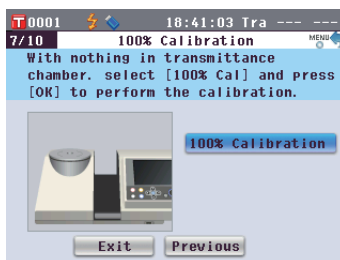 T 0001 18:41:03 Tra --- ---
7/10 100% Calibration MENU
With nothing in transmittance
chamber. select [100% Cal] and press
[OK] to perform the calibration.
100% Calibration
Exit Previous